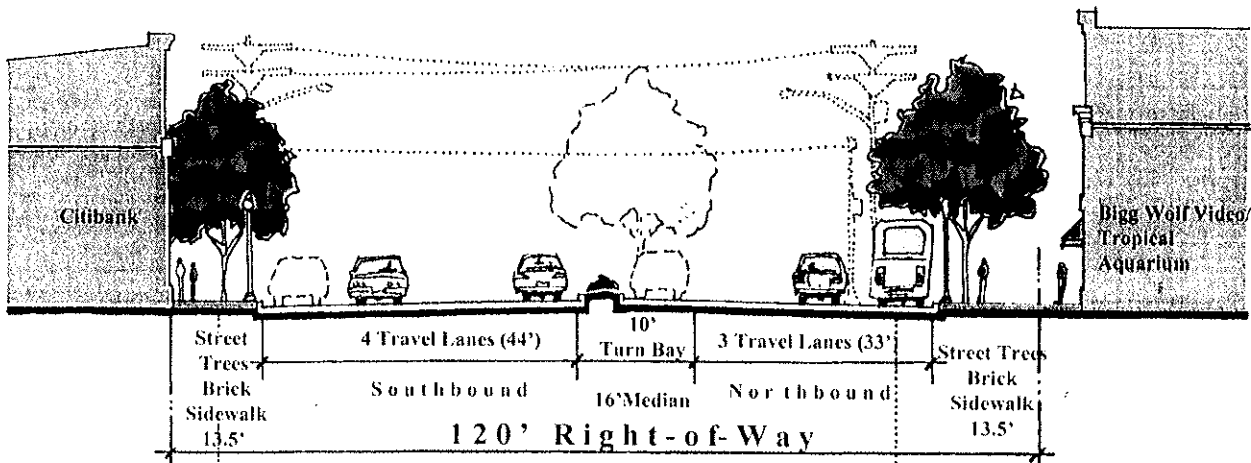 Citibank
Bigg Wolf Video/
Tropical
Aquarium
Street
Trees
Brick
Sidewalk
13.5'
4 Travel Lanes (44')
Southbound
10'
Turn Bay
16' Median
3 Travel Lanes (33'
Northbound
Street Trees
Brick
Sidewalk
13.5'
120' Right-of-Way